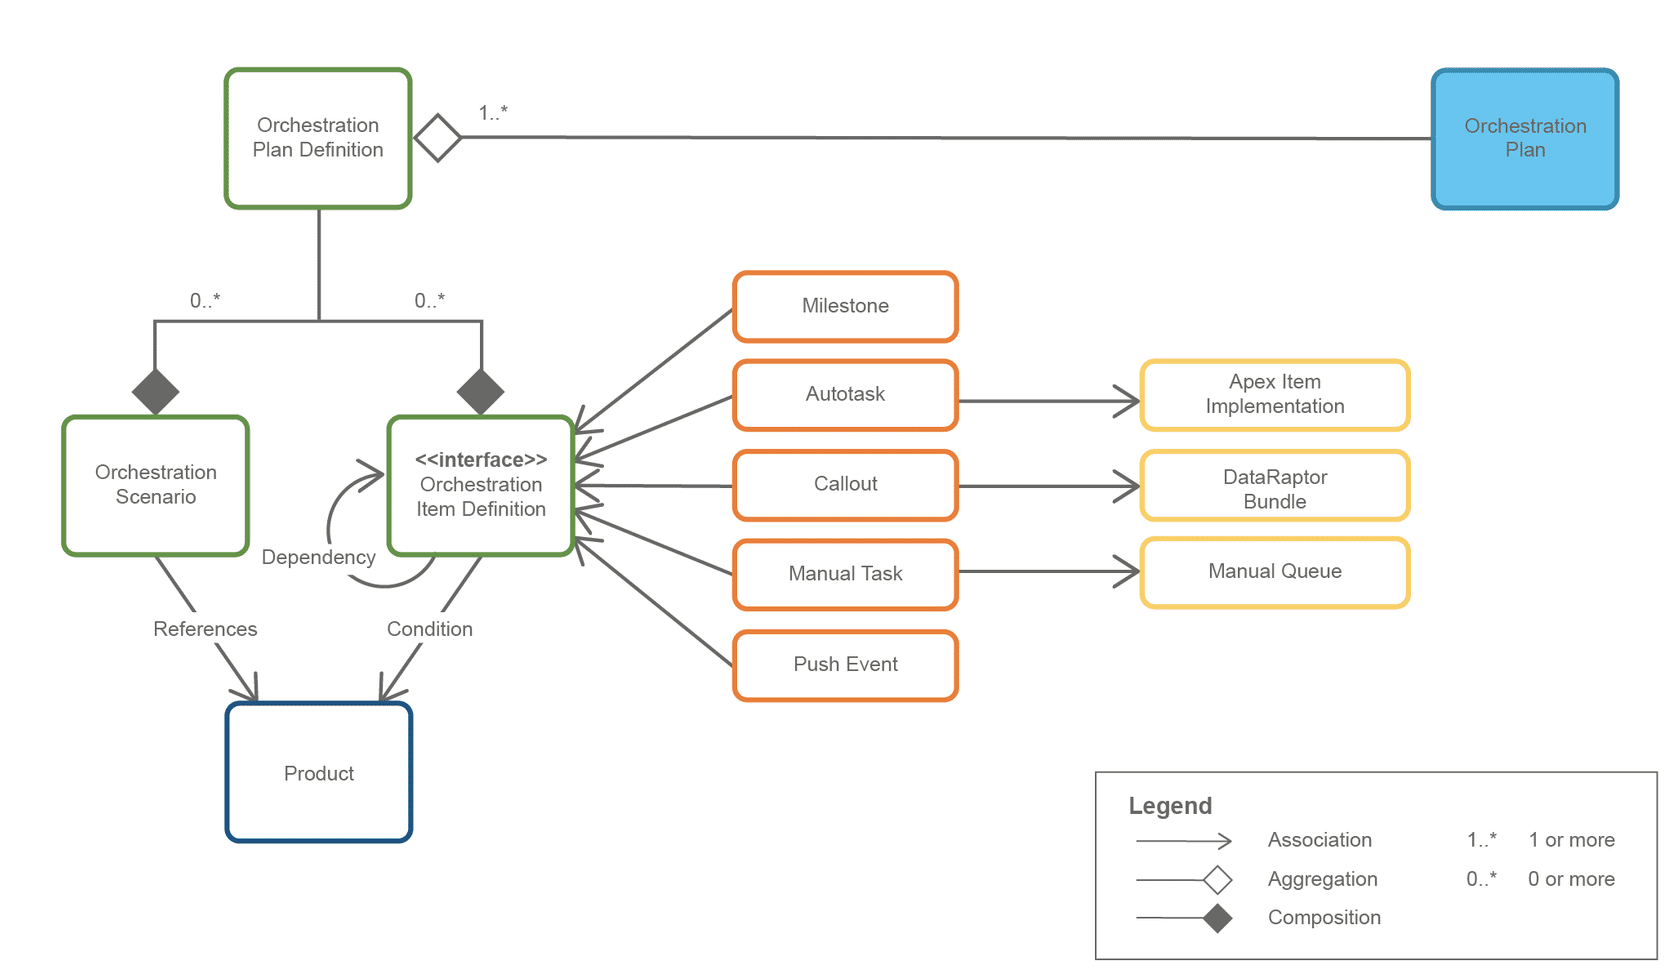 Orchestration
Plan Definition
1..*
Orchestration
Plan
0..*
0..*
Milestone
Autotask
Apex Item
Implementation
Orchestration
Scenario
<<interface>>
Orchestration
Item Definition
Callout
DataRaptor
Bundle
Dependency
Manual Task
Manual Queue
References
Condition
Push Event
Product
Legend
Association 1..* 1 or more
Aggregation 0..* 0 or more
Composition